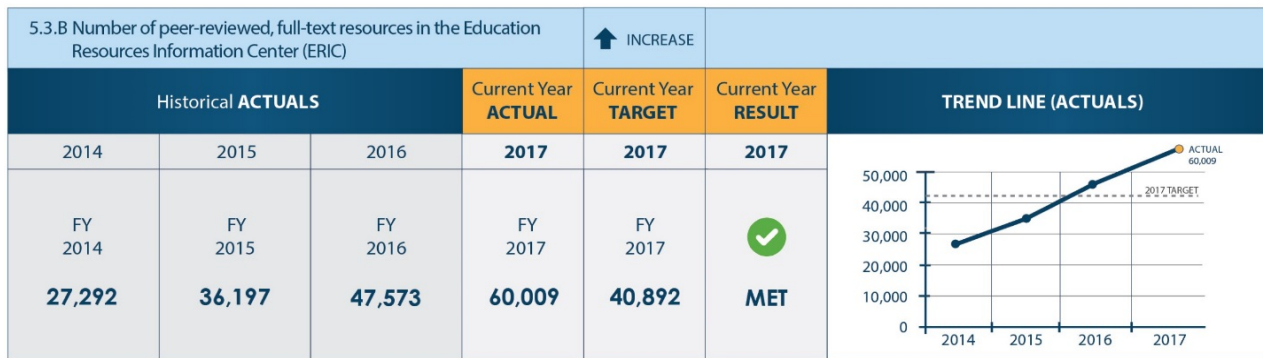 5.3.B Number of peer-reviewed, full-text resources in the Education
Resources Information Center (ERIC)
INCREASE
Historical ACTUALS
Current Year
ACTUAL
Current Year
TARGET
Current Year
RESULT
TREND LINE (ACTUALS)
2014
2015
2016
2017
2017
2017
FY
2014
27,292
FY
2015
36,197
FY
2016
47,573
FY
2017
60,009
FY
2017
40,892
MET
ACTUAL
60,009
50,000
2017 TARGET
40,000
30,000
20,000
10,000
0
2014
2015
2016
2017